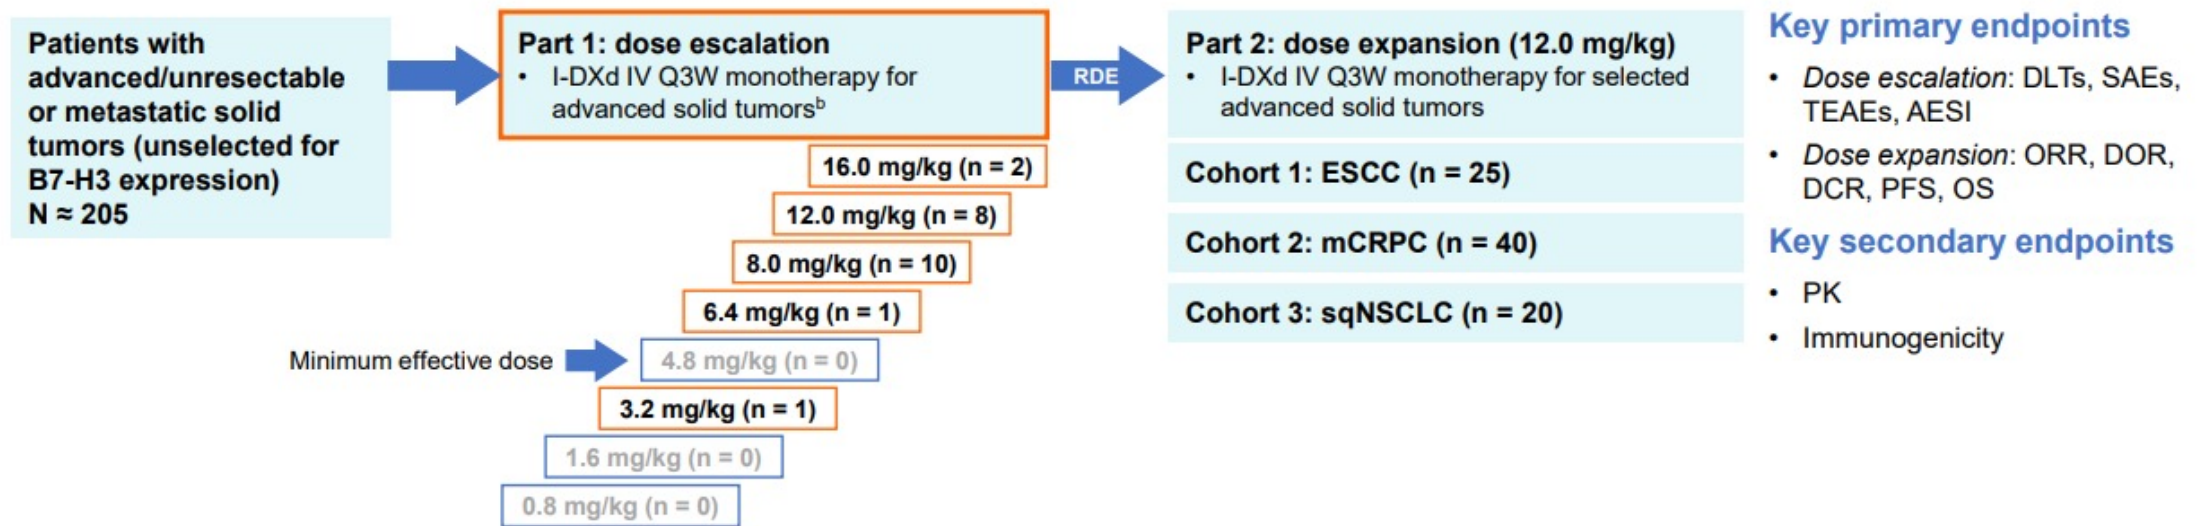 Patients with
advanced/unresectable
or metastatic solid
tumors (unselected for
B7-H3 expression)
N ≈ 205
Part 1: dose escalation
• I-DXd IV Q3W monotherapy for
advanced solid tumorsᵇ
16.0 mg/kg (n = 2)
12.0 mg/kg (n = 8)
8.0 mg/kg (n = 10)
6.4 mg/kg (n = 1)
Minimum effective dose
4.8 mg/kg (n = 0)
3.2 mg/kg (n = 1)
1.6 mg/kg (n = 0)
0.8 mg/kg (n = 0)
RDE
Part 2: dose expansion (12.0 mg/kg)
• I-DXd IV Q3W monotherapy for selected
advanced solid tumors
Cohort 1: ESCC (n = 25)
Cohort 2: mCRPC (n = 40)
Cohort 3: sqNSCLC (n = 20)
Key primary endpoints
• Dose escalation: DLTs, SAEs,
TEAEs, AESI
• Dose expansion: ORR, DOR,
DCR, PFS, OS
Key secondary endpoints
• PK
• Immunogenicity